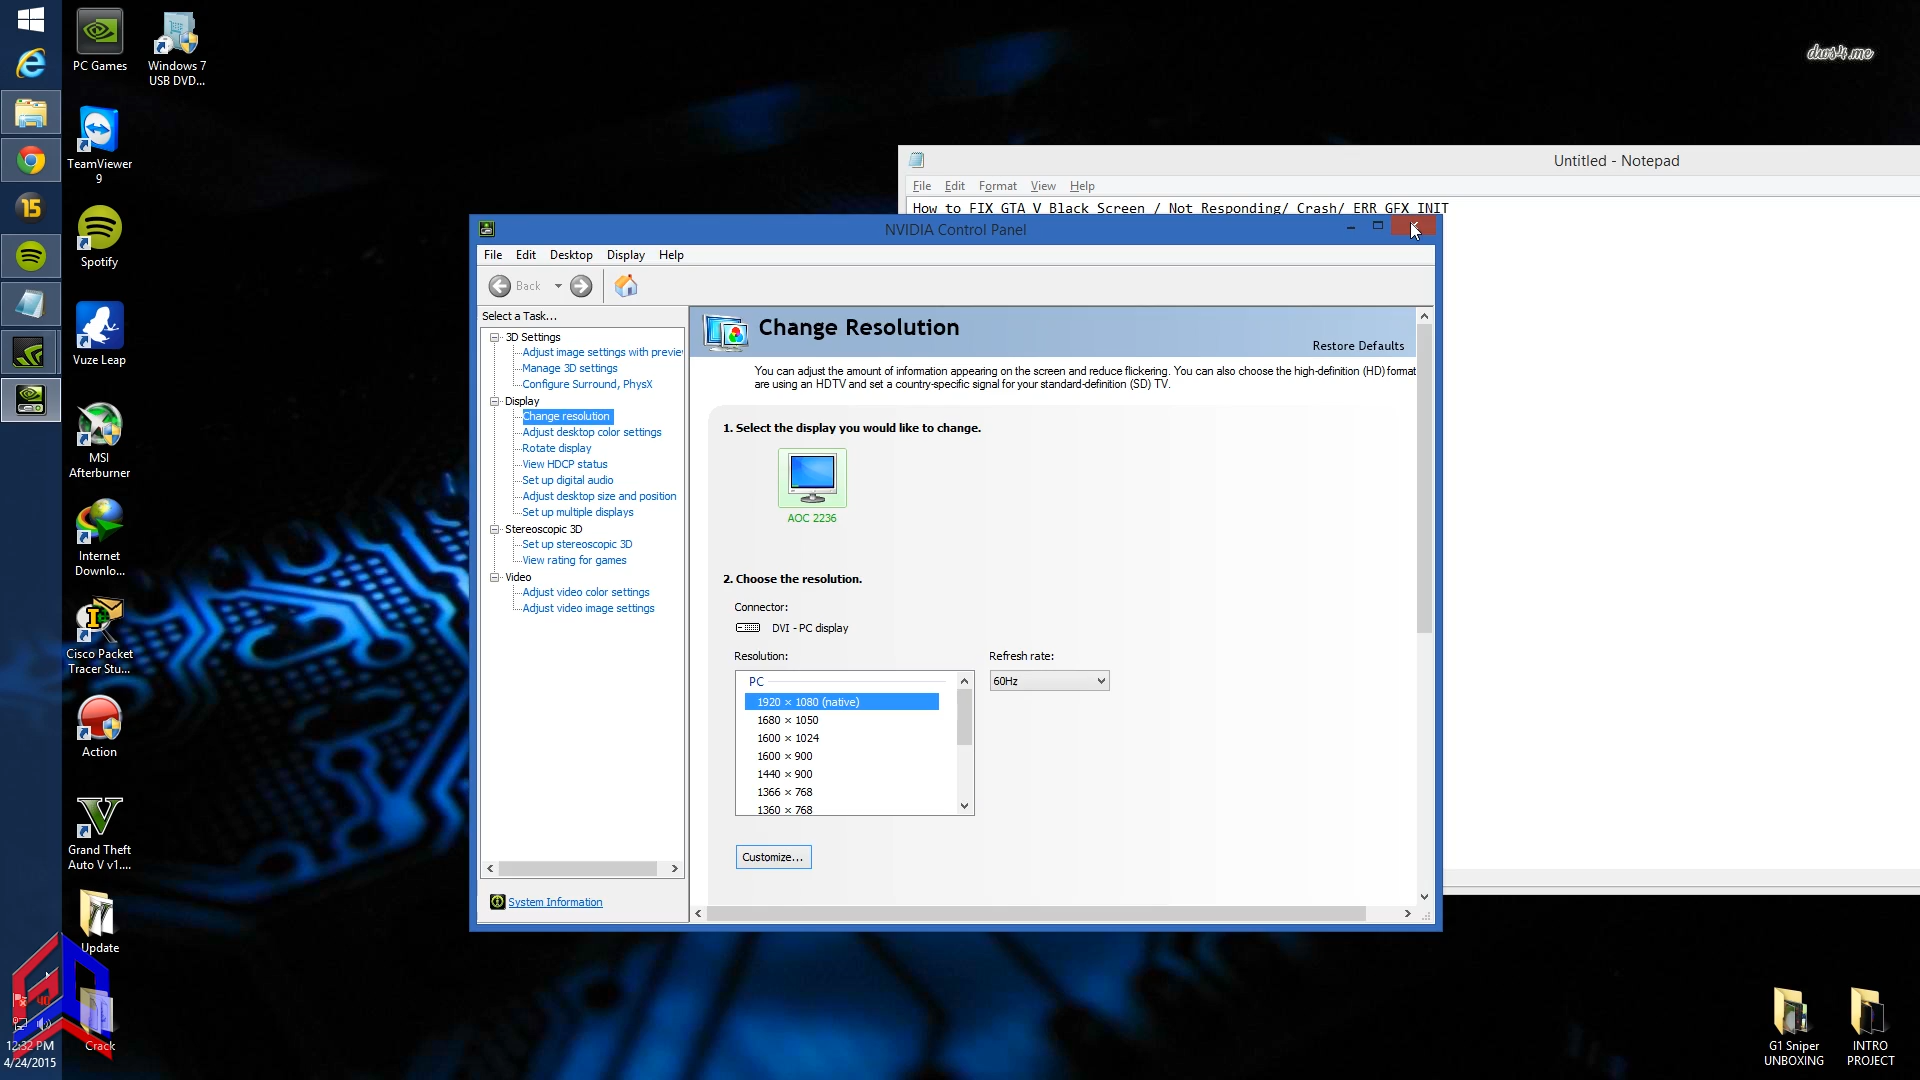 PC Games
Windows 7
USB DVD...
TeamViewer
9
Spotify
Vuze Leap
MSI
Afterburner
Internet
Downlo...
Cisco Packet
Tracer Stu...
Action
Grand Theft
Auto V v1....
Update
Crack
15
12:32 PM
4/24/2015
dws4.me
Untitled - Notepad
File Edit Format View Help
How to FIX GTA V Black Screen / Not Responding/ Crash/ ERR GFX INIT
NVIDIA Control Panel
File Edit Desktop Display Help
Back
Select a Task...
3D Settings
Adjust image settings with preview
Manage 3D settings
Configure Surround, PhysX
Display
Change resolution
Adjust desktop color settings
Rotate display
View HDCP status
Set up digital audio
Adjust desktop size and position
Set up multiple displays
Stereoscopic 3D
Set up stereoscopic 3D
View rating for games
Video
Adjust video color settings
Adjust video image settings
System Information
Change Resolution
Restore Defaults
You can adjust the amount of information appearing on the screen and reduce flickering. You can also choose the high-definition (HD) format
are using an HDTV and set a country-specific signal for your standard-definition (SD) TV.
1. Select the display you would like to change.
AOC 2236
2. Choose the resolution.
Connector:
DVI - PC display
Resolution:
Refresh rate:
PC
60Hz
1920 × 1080 (native)
1680 × 1050
1600 × 1024
1600 × 900
1440 × 900
1366 × 768
1360 × 768
Customize...
G1 Sniper
UNBOXING
INTRO
PROJECT